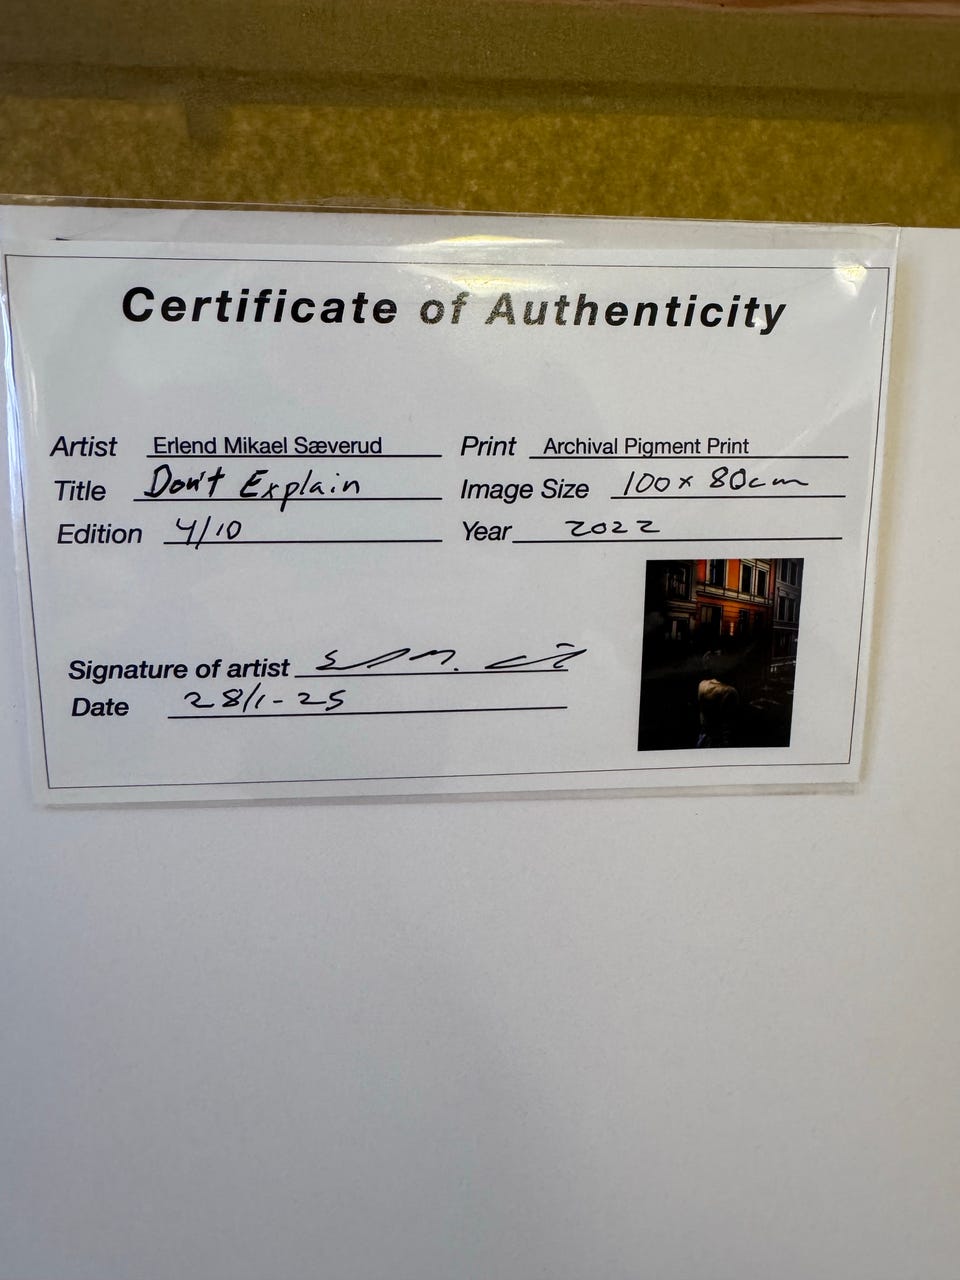 Certificate of Authenticity
Artist Erlend Mikael Sæverud Print Archival Pigment Print
Title Don't Explain Image Size 100 x 80cm
Edition 4/10 Year 2022
Signature of artist
Date 28/1-25